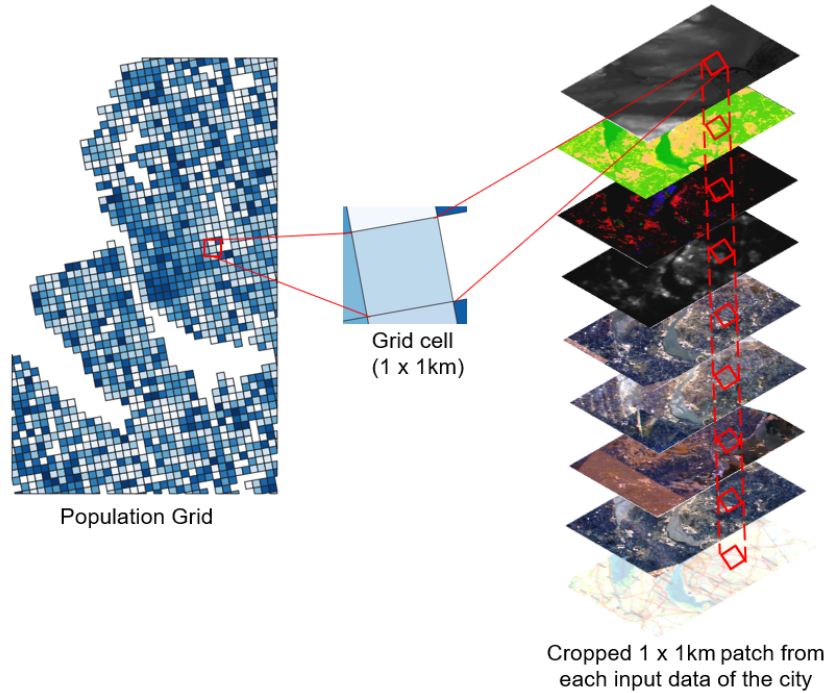 Population Grid
Grid cell
(1 x 1km)
Cropped 1 x 1km patch from
each input data of the city